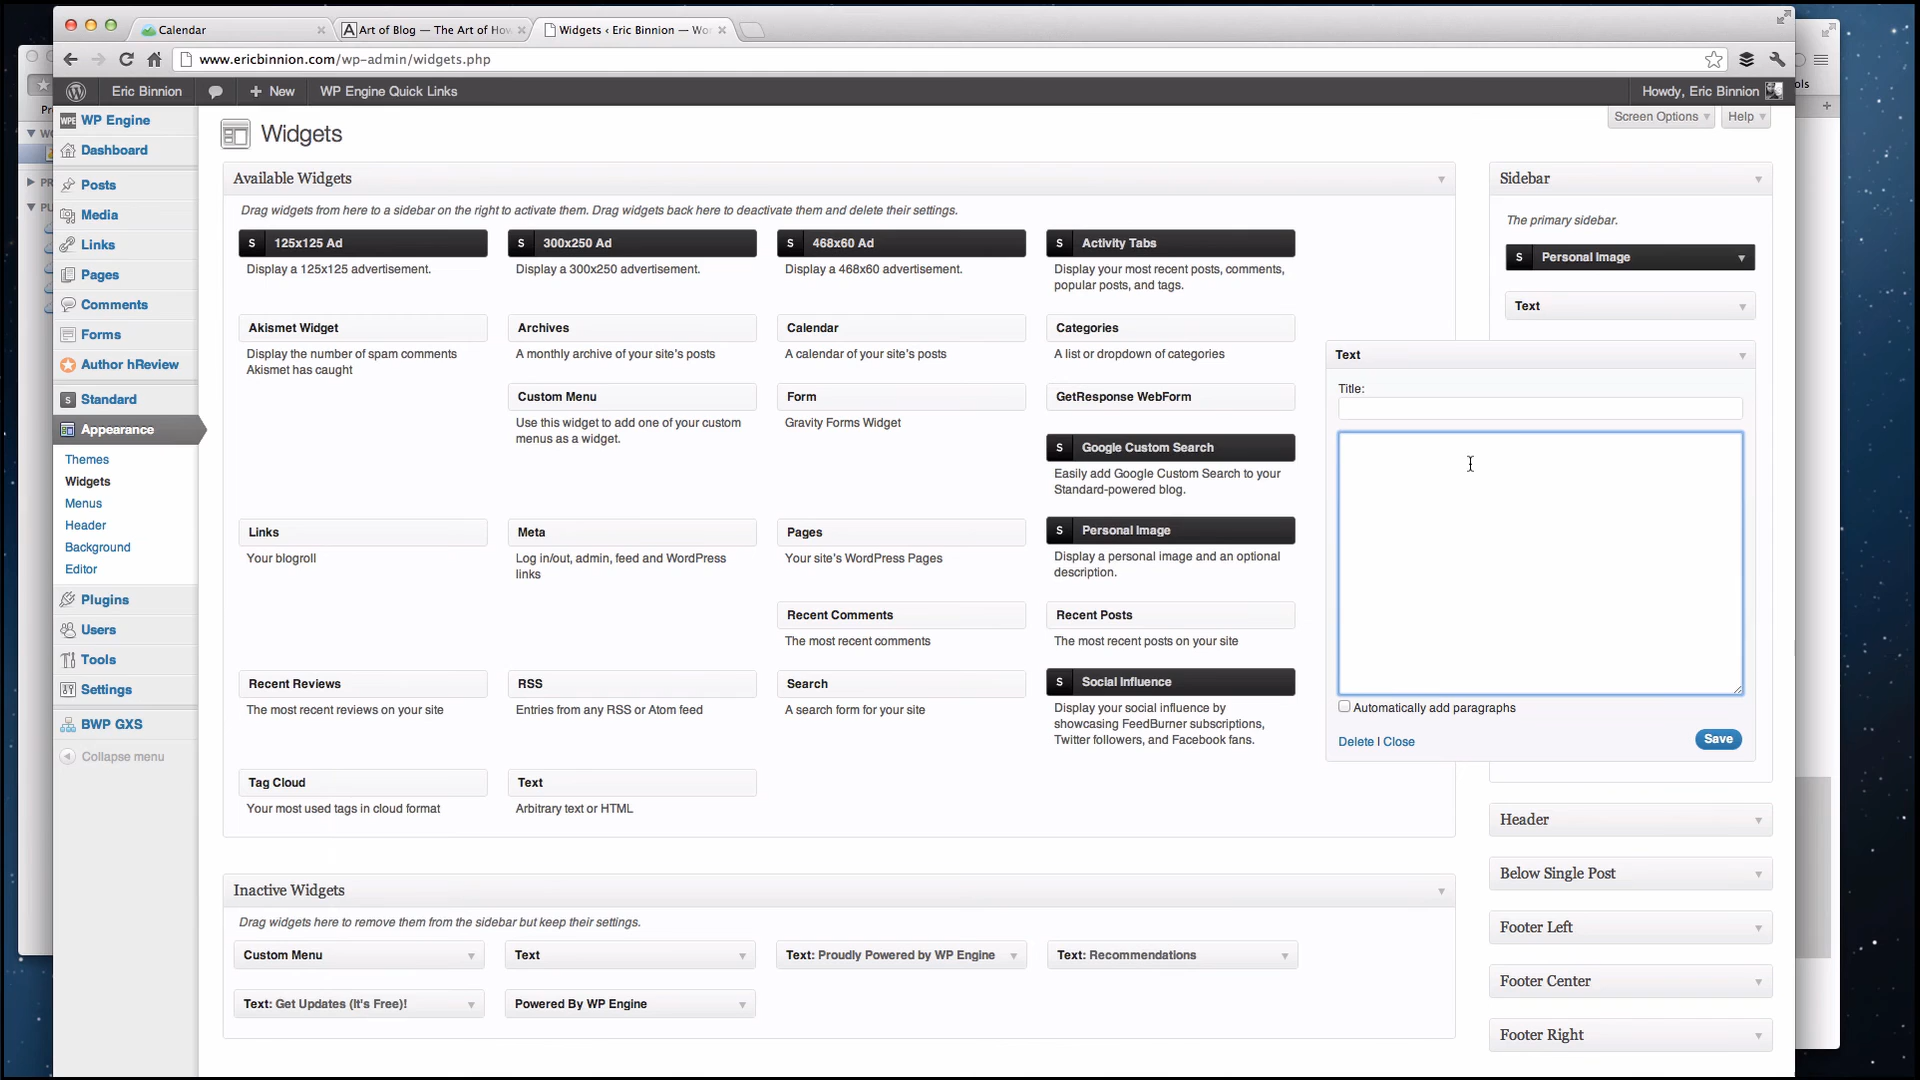 Calendar
Art of Blog — The Art of How
Widgets ‹ Eric Binnion — Wo
www.ericbinnion.com/wp-admin/widgets.php
Eric Binnion
+ New
WP Engine Quick Links
Howdy, Eric Binnion
WP Engine
Dashboard
Posts
Media
Links
Pages
Comments
Forms
Author hReview
Standard
Appearance
Themes
Widgets
Menus
Header
Background
Editor
Plugins
Users
Tools
Settings
BWP GXS
Collapse menu
Widgets
Screen Options
Help
Available Widgets
Drag widgets from here to a sidebar on the right to activate them. Drag widgets back here to deactivate them and delete their settings.
S 125x125 Ad
Display a 125x125 advertisement.
S 300x250 Ad
Display a 300x250 advertisement.
S 468x60 Ad
Display a 468x60 advertisement.
S Activity Tabs
Display your most recent posts, comments,
popular posts, and tags.
Akismet Widget
Display the number of spam comments
Akismet has caught
Archives
A monthly archive of your site's posts
Calendar
A calendar of your site's posts
Categories
A list or dropdown of categories
Custom Menu
Use this widget to add one of your custom
menus as a widget.
Form
Gravity Forms Widget
GetResponse WebForm
S Google Custom Search
Easily add Google Custom Search to your
Standard-powered blog.
Links
Your blogroll
Meta
Log in/out, admin, feed and WordPress
links
Pages
Your site's WordPress Pages
S Personal Image
Display a personal image and an optional
description.
Recent Comments
The most recent comments
Recent Posts
The most recent posts on your site
Recent Reviews
The most recent reviews on your site
RSS
Entries from any RSS or Atom feed
Search
A search form for your site
S Social Influence
Display your social influence by
showcasing FeedBurner subscriptions,
Twitter followers, and Facebook fans.
Tag Cloud
Your most used tags in cloud format
Text
Arbitrary text or HTML
Inactive Widgets
Drag widgets here to remove them from the sidebar but keep their settings.
Custom Menu
Text
Text: Proudly Powered by WP Engine
Text: Recommendations
Text: Get Updates (It's Free)!
Powered By WP Engine
Sidebar
The primary sidebar.
S Personal Image
Text
Text
Title:
Automatically add paragraphs
Delete | Close
Save
Header
Below Single Post
Footer Left
Footer Center
Footer Right